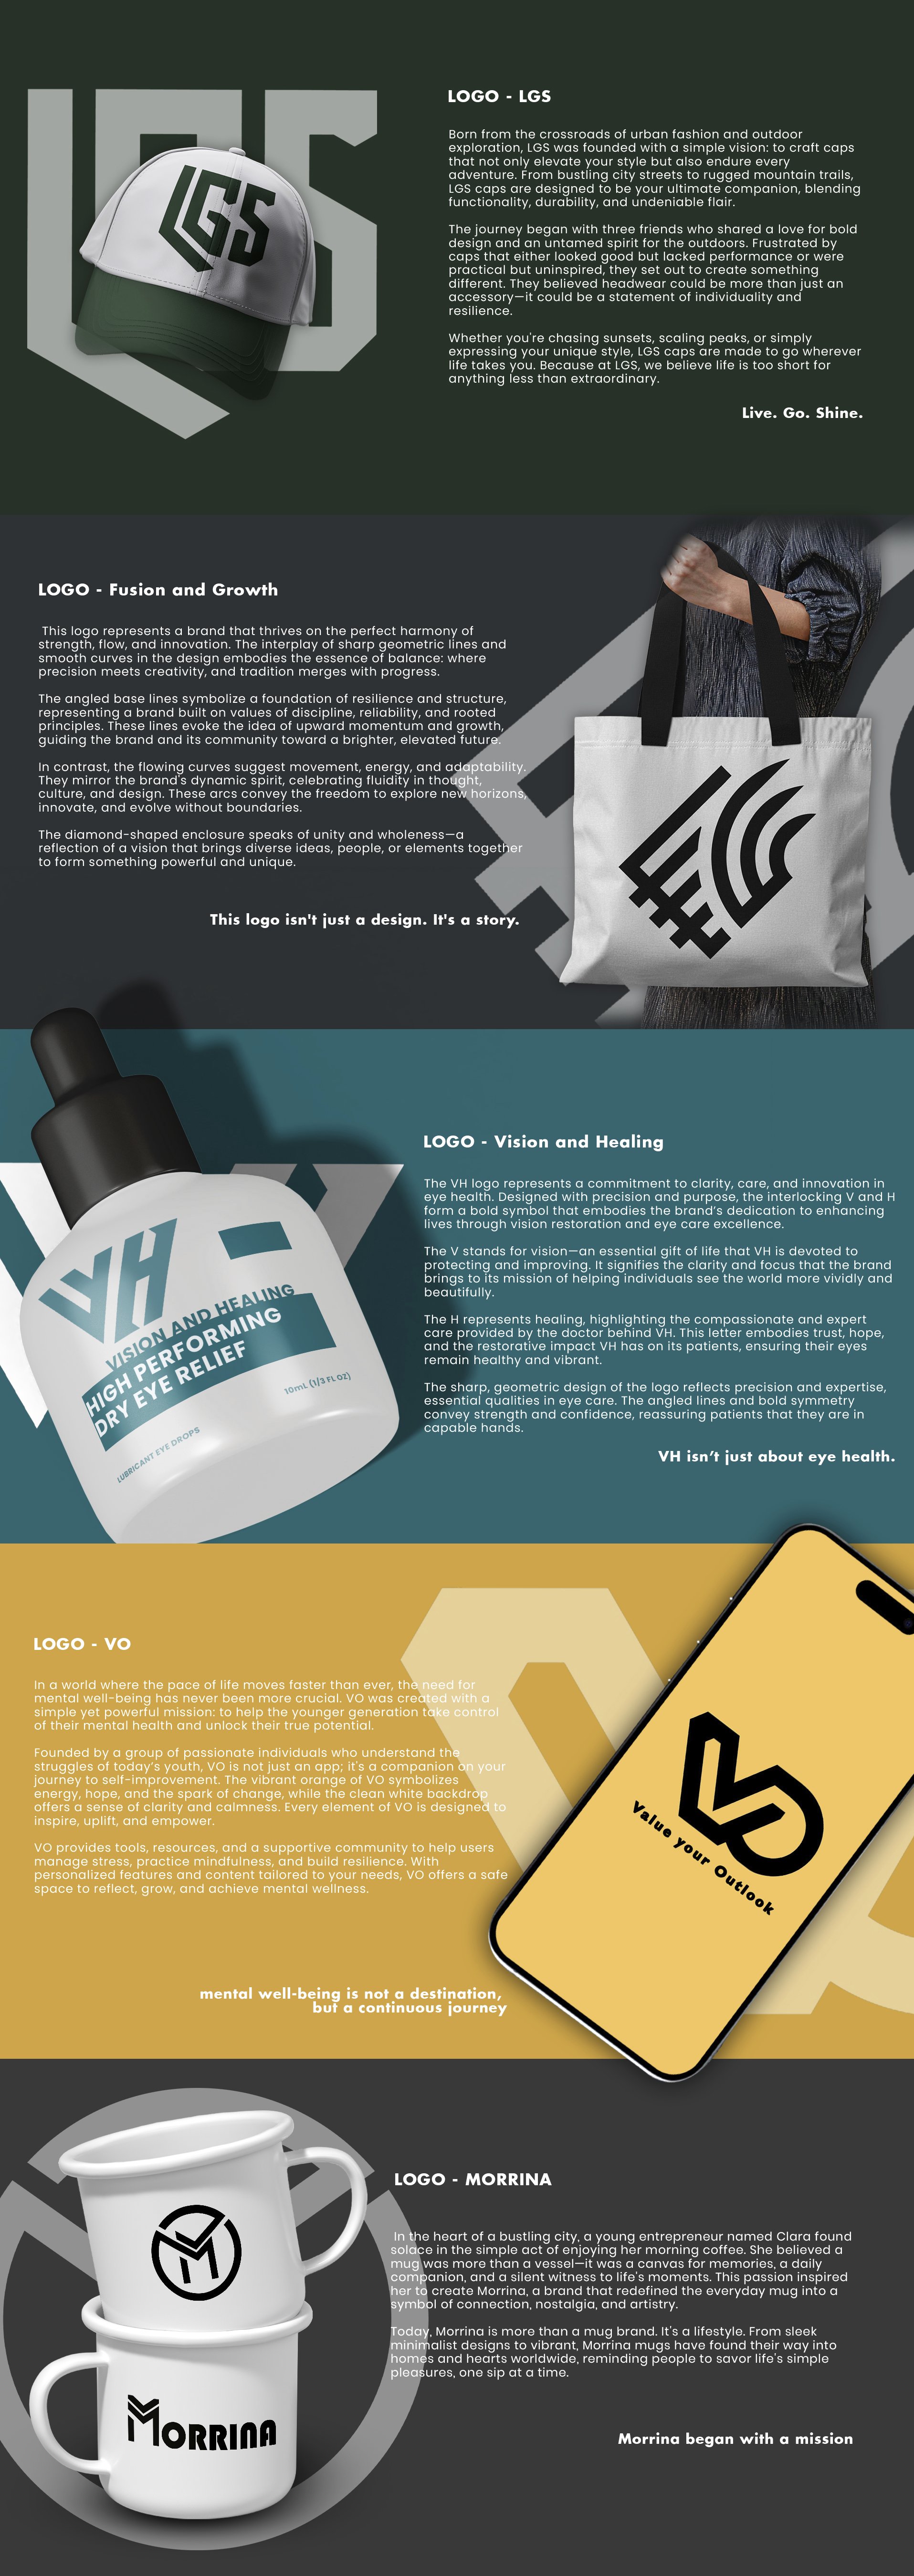 LGS
LOGO - LGS
Born from the crossroads of urban fashion and outdoor
exploration, LGS was founded with a simple vision: to craft caps
that not only elevate your style but also endure every
adventure. From bustling city streets to rugged mountain trails,
LGS caps are designed to be your ultimate companion, blending
functionality, durability, and undeniable flair.
The journey began with three friends who shared a love for bold
design and an untamed spirit for the outdoors. Frustrated by
caps that either looked good but lacked performance or were
practical but uninspired, they set out to create something
different. They believed headwear could be more than just an
accessory—it could be a statement of individuality and
resilience.
Whether you're chasing sunsets, scaling peaks, or simply
expressing your unique style, LGS caps are made to go wherever
life takes you. Because at LGS, we believe life is too short for
anything less than extraordinary.
Live. Go. Shine.
LOGO - Fusion and Growth
This logo represents a brand that thrives on the perfect harmony of
strength, flow, and innovation. The interplay of sharp geometric lines and
smooth curves in the design embodies the essence of balance: where
precision meets creativity, and tradition merges with progress.
The angled base lines symbolize a foundation of resilience and structure,
representing a brand built on values of discipline, reliability, and rooted
principles. These lines evoke the idea of upward momentum and growth,
guiding the brand and its community toward a brighter, elevated future.
In contrast, the flowing curves suggest movement, energy, and adaptability.
They mirror the brand's dynamic spirit, celebrating fluidity in thought,
culture, and design. These arcs convey the freedom to explore new horizons,
innovate, and evolve without boundaries.
The diamond-shaped enclosure speaks of unity and wholeness—a
reflection of a vision that brings diverse ideas, people, or elements together
to form something powerful and unique.
This logo isn't just a design. It's a story.
VH
VISION AND HEALING
HIGH PERFORMING
DRY EYE RELIEF
10mL (1/3 FL OZ)
LUBRICANT EYE DROPS
LOGO - Vision and Healing
The VH logo represents a commitment to clarity, care, and innovation in
eye health. Designed with precision and purpose, the interlocking V and H
form a bold symbol that embodies the brand's dedication to enhancing
lives through vision restoration and eye care excellence.
The V stands for vision—an essential gift of life that VH is devoted to
protecting and improving. It signifies the clarity and focus that the brand
brings to its mission of helping individuals see the world more vividly and
beautifully.
The H represents healing, highlighting the compassionate and expert
care provided by the doctor behind VH. This letter embodies trust, hope,
and the restorative impact VH has on its patients, ensuring their eyes
remain healthy and vibrant.
The sharp, geometric design of the logo reflects precision and expertise,
essential qualities in eye care. The angled lines and bold symmetry
convey strength and confidence, reassuring patients that they are in
capable hands.
VH isn't just about eye health.
LOGO - VO
In a world where the pace of life moves faster than ever, the need for
mental well-being has never been more crucial. VO was created with a
simple yet powerful mission: to help the younger generation take control
of their mental health and unlock their true potential.
Founded by a group of passionate individuals who understand the
struggles of today's youth, VO is not just an app; it's a companion on your
journey to self-improvement. The vibrant orange of VO symbolizes
energy, hope, and the spark of change, while the clean white backdrop
offers a sense of clarity and calmness. Every element of VO is designed to
inspire, uplift, and empower.
VO provides tools, resources, and a supportive community to help users
manage stress, practice mindfulness, and build resilience. With
personalized features and content tailored to your needs, VO offers a safe
space to reflect, grow, and achieve mental wellness.
mental well-being is not a destination,
but a continuous journey
VO
Value your Outlook
M
MORRINA
LOGO - MORRINA
In the heart of a bustling city, a young entrepreneur named Clara found
solace in the simple act of enjoying her morning coffee. She believed a
mug was more than a vessel—it was a canvas for memories, a daily
companion, and a silent witness to life's moments. This passion inspired
her to create Morrina, a brand that redefined the everyday mug into a
symbol of connection, nostalgia, and artistry.
Today, Morrina is more than a mug brand. It's a lifestyle. From sleek
minimalist designs to vibrant, Morrina mugs have found their way into
homes and hearts worldwide, reminding people to savor life's simple
pleasures, one sip at a time.
Morrina began with a mission